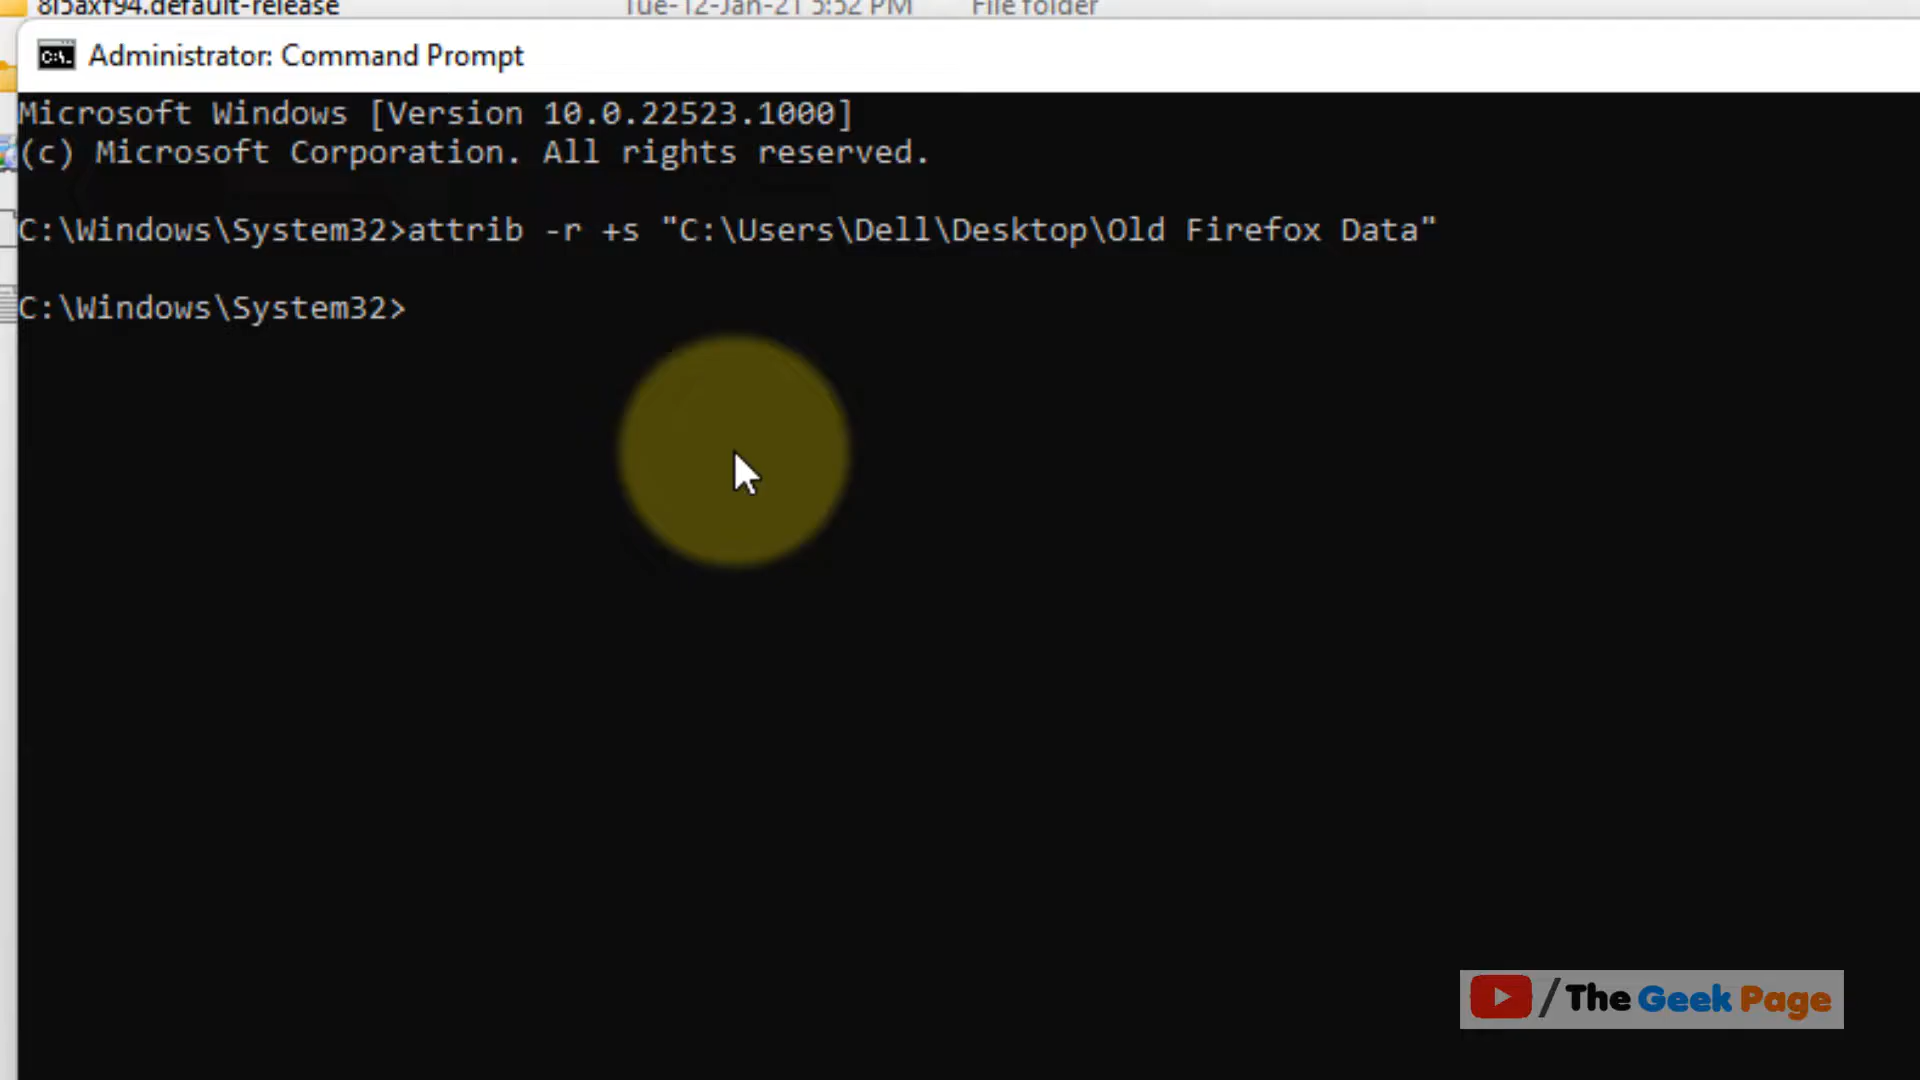 8l5axf94.default-release Tue-12-Jan-21 5:52 PM File folder
Administrator: Command Prompt
Microsoft Windows [Version 10.0.22523.1000]
(c) Microsoft Corporation. All rights reserved.
C:\Windows\System32>attrib -r +s "C:\Users\Dell\Desktop\Old Firefox Data"
C:\Windows\System32>
/The Geek Page